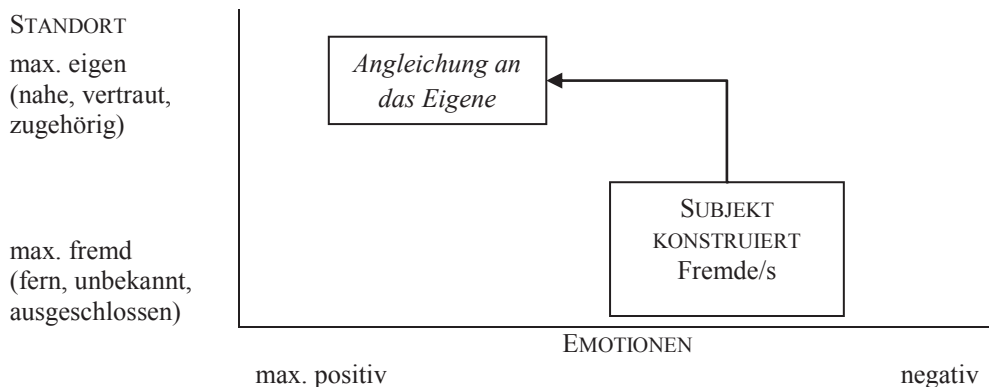 STANDORT
max. eigen
(nahe, vertraut,
zugehörig)
Angleichung an
das Eigene
SUBJEKT
KONSTRUIERT
Fremde/s
max. fremd
(fern, unbekannt,
ausgeschlossen)
EMOTIONEN
max. positiv
negativ